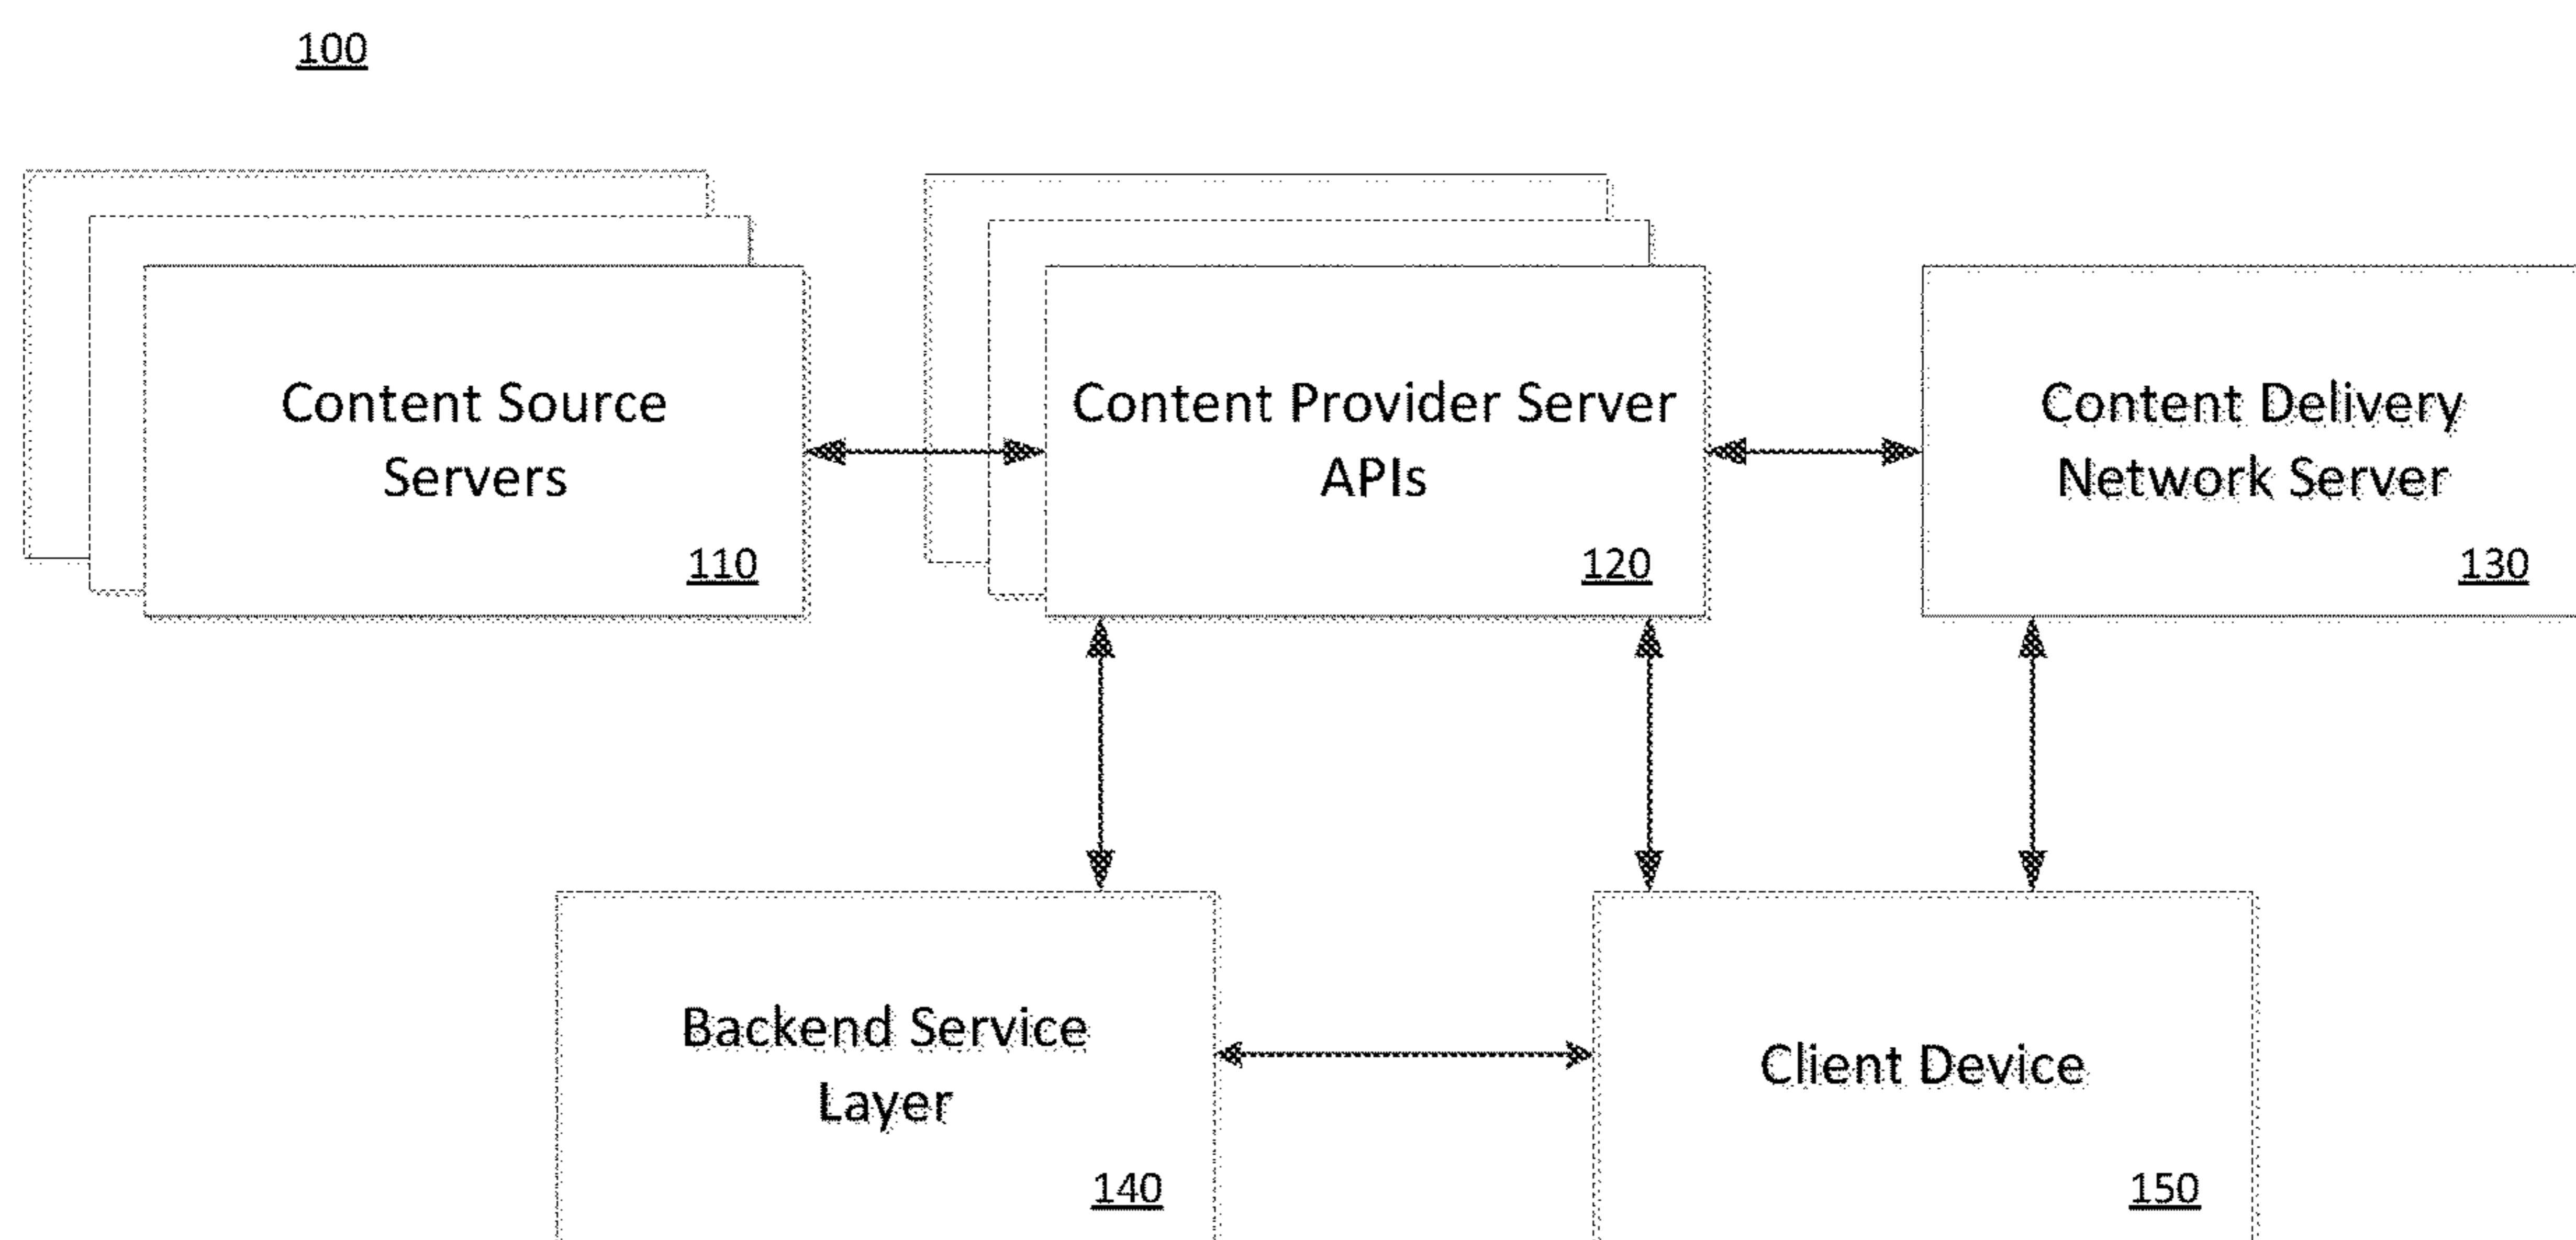 100
Content Source
Servers
110
Content Provider Server
APIs
120
Content Delivery
Network Server
130
Backend Service
Layer
140
Client Device
150